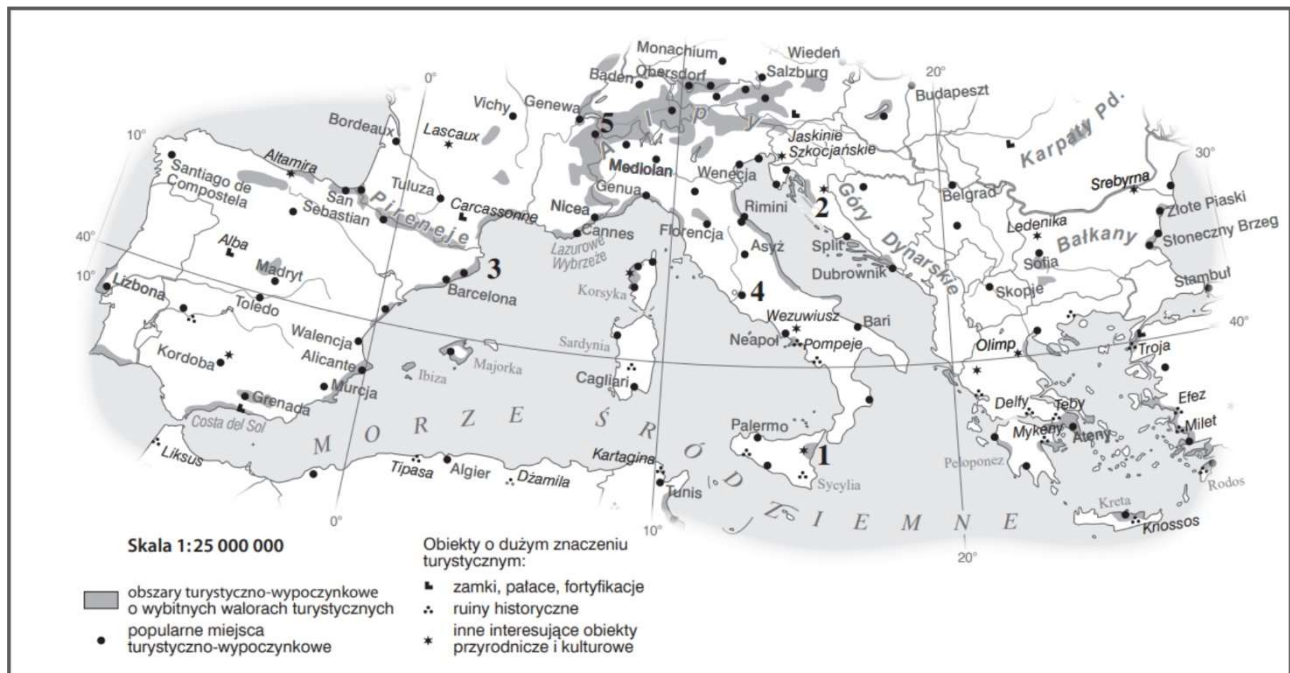 Monachium
Wiedeń
0°
Baden
Obersdorf
Salzburg
20°
Budapeszt
Vichy
Genewa
5
Alpy
Karpaty Pd.
10°
Bordeaux
Lascaux
Jaskinie
Szkocjańskie
30°
Altamira
Mediolan
Wenecja
Santiago de
Compostela
San
Sebastian
Tuluza
Genua
Belgrad
Srebyrna
Pireneje
Carcassonne
Nicea
Rimini
2
Góry
Dynarskie
Złote Piaski
Ledenika
Cannes
Florencja
Bałkany
Słoneczny Brzeg
40°
Alba
Lazurowe
Wybrzeże
Asyż
Split
Sofia
10°
Madryt
3
Dubrownik
Stambuł
Lizbona
Barcelona
Korsyka
4
Skopje
Toledo
Wezuwiusz
Bari
40°
Walencja
Sardynia
Neapol
Pompeje
Olimp
Troja
Kordoba
Alicante
Ibiza
Majorka
Murcja
Cagliari
Efez
Grenada
Delfy
Teby
Costa del Sol
Palermo
Mykeny
Ateny
Milet
MORZE ŚRÓDZIEMNE
1
Liksus
Kartagina
Peloponez
Tipasa
Algier
Dżamila
Sycylia
Rodos
Tunis
Kreta
0°
10°
Knossos
20°
Skala 1:25 000 000
obszary turystyczno-wypoczynkowe
o wybitnych walorach turystycznych
popularne miejsca
turystyczno-wypoczynkowe
Obiekty o dużym znaczeniu
turystycznym:
zamki, pałace, fortyfikacje
ruiny historyczne
inne interesujące obiekty
przyrodnicze i kulturowe